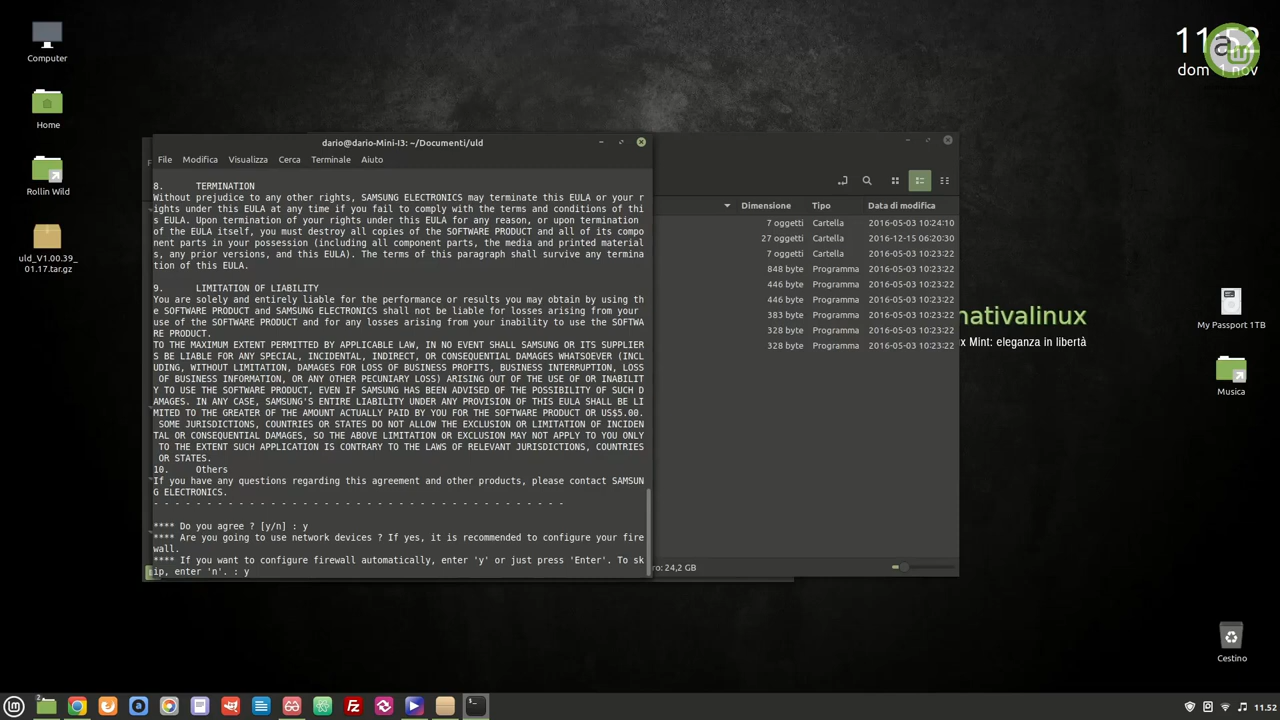 Computer
Home
Rollin Wild
uld_V1.00.39_
01.17.tar.gz
11:52
dom 1 nov
dario@dario-Mini-I3: ~/Documenti/uld
File Modifica Visualizza Cerca Terminale Aiuto
8. TERMINATION
Without prejudice to any other rights, SAMSUNG ELECTRONICS may terminate this EULA or your r
ights under this EULA at any time if you fail to comply with the terms and conditions of thi
s EULA. Upon termination of your rights under this EULA for any reason, or upon termination
of the EULA itself, you must destroy all copies of the SOFTWARE PRODUCT and all of its compo
nent parts in your possession (including all component parts, the media and printed material
s, any prior versions, and this EULA). The terms of this paragraph shall survive any termina
tion of this EULA.
9. LIMITATION OF LIABILITY
You are solely and entirely liable for the performance or results you may obtain by using th
e SOFTWARE PRODUCT and SAMSUNG ELECTRONICS shall not be liable for losses arising from your
use of the SOFTWARE PRODUCT and for any losses arising from your inability to use the SOFTWA
RE PRODUCT.
TO THE MAXIMUM EXTENT PERMITTED BY APPLICABLE LAW, IN NO EVENT SHALL SAMSUNG OR ITS SUPPLIER
S BE LIABLE FOR ANY SPECIAL, INCIDENTAL, INDIRECT, OR CONSEQUENTIAL DAMAGES WHATSOEVER (INCL
UDING, WITHOUT LIMITATION, DAMAGES FOR LOSS OF BUSINESS PROFITS, BUSINESS INTERRUPTION, LOSS
OF BUSINESS INFORMATION, OR ANY OTHER PECUNIARY LOSS) ARISING OUT OF THE USE OF OR INABILIT
Y TO USE THE SOFTWARE PRODUCT, EVEN IF SAMSUNG HAS BEEN ADVISED OF THE POSSIBILITY OF SUCH D
AMAGES. IN ANY CASE, SAMSUNG'S ENTIRE LIABILITY UNDER ANY PROVISION OF THIS EULA SHALL BE LI
MITED TO THE GREATER OF THE AMOUNT ACTUALLY PAID BY YOU FOR THE SOFTWARE PRODUCT OR US$5.00.
SOME JURISDICTIONS, COUNTRIES OR STATES DO NOT ALLOW THE EXCLUSION OR LIMITATION OF INCIDEN
TAL OR CONSEQUENTIAL DAMAGES, SO THE ABOVE LIMITATION OR EXCLUSION MAY NOT APPLY TO YOU ONLY
TO THE EXTENT SUCH APPLICATION IS CONTRARY TO THE LAWS OF RELEVANT JURISDICTIONS, COUNTRIES
OR STATES.
10. Others
If you have any questions regarding this agreement and other products, please contact SAMSUN
G ELECTRONICS.
- - - - - - - - - - - - - - - - - - - - - - - - - - - - - - - - - - - - - - -
**** Do you agree ? [y/n] : y
**** Are you going to use network devices ? If yes, it is recommended to configure your fire
wall.
**** If you want to configure firewall automatically, enter 'y' or just press 'Enter'. To sk
ip, enter 'n'. : y
Dimensione Tipo Data di modifica
7 oggetti Cartella 2016-05-03 10:24:10
27 oggetti Cartella 2016-12-15 06:20:30
7 oggetti Cartella 2016-05-03 10:23:22
848 byte Programma 2016-05-03 10:23:22
446 byte Programma 2016-05-03 10:23:22
446 byte Programma 2016-05-03 10:23:22
383 byte Programma 2016-05-03 10:23:22
328 byte Programma 2016-05-03 10:23:22
328 byte Programma 2016-05-03 10:23:22
ro: 24,2 GB
nativalinux
x Mint: eleganza in libertà
My Passport 1TB
Musica
Cestino
2
11.52